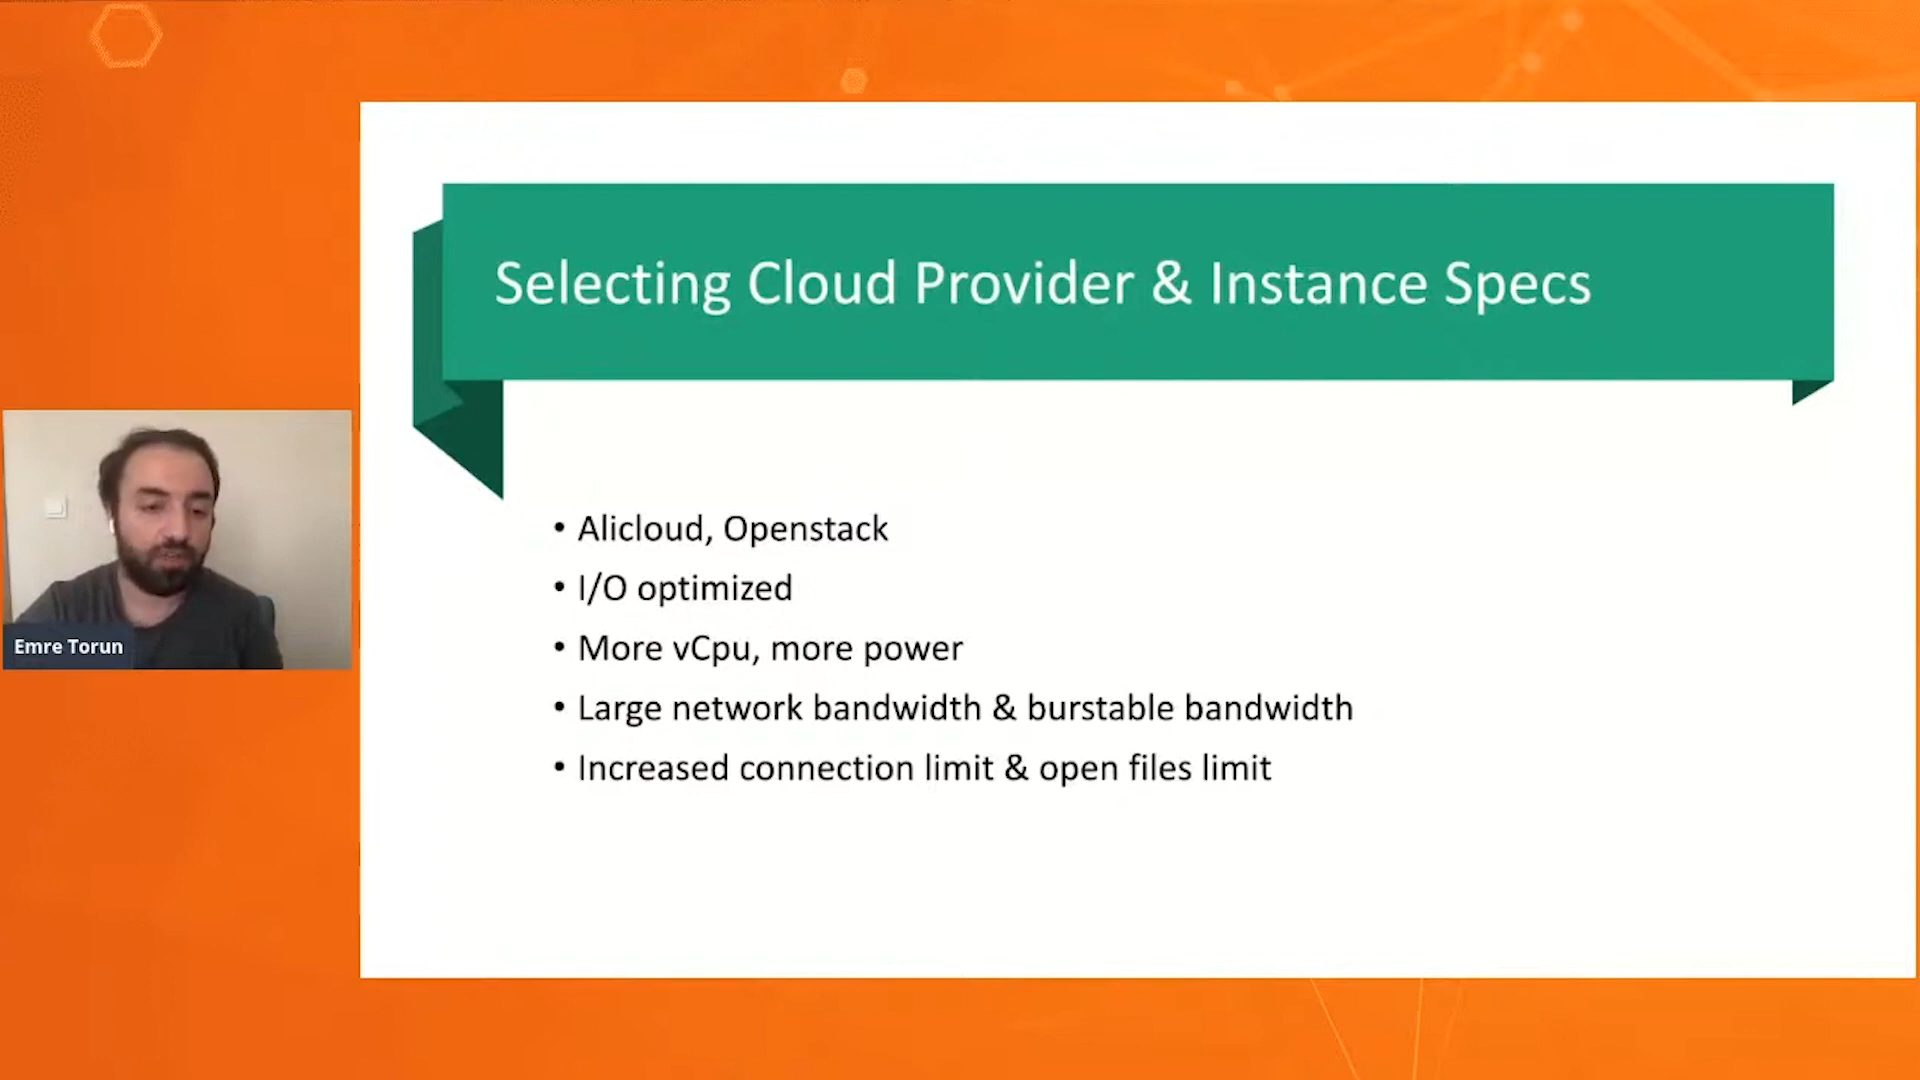 Selecting Cloud Provider & Instance Specs
• Alicloud, Openstack
• I/O optimized
• More vCpu, more power
• Large network bandwidth & burstable bandwidth
• Increased connection limit & open files limit
Emre Torun